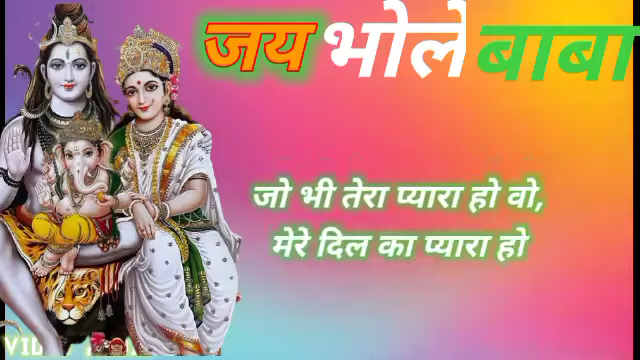 जय भोले बाबा
जो भी तेरा प्यारा हो वो,
मेरे दिल का प्यारा हो